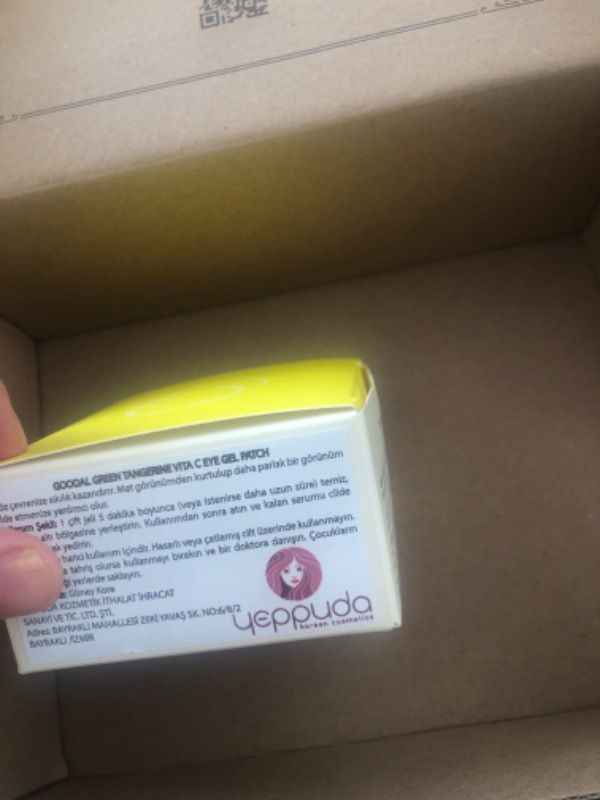 GOODAL GREEN TANGERINE VITA C EYE GEL PATCH
çevrenize sıkılık kazandırır. Mat görünümden kurtulup daha parlak bir görünüm
elde etmenize yardımcı olur.
Şekli: 1 çift jeli 5 dakika boyunca (veya istenirse daha uzun süre) temiz,
altı bölgesine yerleştirin. Kullanımdan sonra atın ve kalan serumu cilde
yedirin.
harici kullanım içindir. Hasarlı veya çatlamış cilt üzerinde kullanmayın.
tahriş olursa kullanmayı bırakın ve bir doktora danışın. Çocukların
yerlerde saklayın.
Güney Kore
KOZMETİK İTHALAT İHRACAT
SANAYİ VE TİC. LTD. ŞTİ.
Adres: BAYRAKLI MAHALLESİ ZEKİ YAVAŞ SK. NO:6/8/2
BAYRAKLI /İZMİR
yeppuda
korean cosmetics